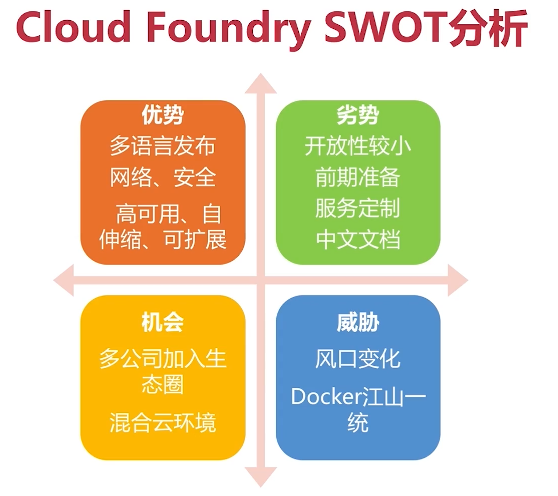 Cloud Foundry SWOT分析
优势
多语言发布
网络、安全
高可用、自
伸缩、可扩展
劣势
开放性较小
前期准备
服务定制
中文文档
机会
多公司加入生
态圈
混合云环境
威胁
风口变化
Docker江山一
统